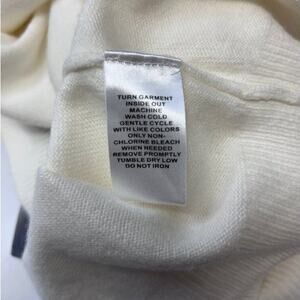 TURN GARMENT
INSIDE OUT
MACHINE
WASH COLD
GENTLE CYCLE
WITH LIKE COLORS
ONLY NON-
CHLORINE BLEACH
WHEN NEEDED
REMOVE PROMPTLY
TUMBLE DRY LOW
DO NOT IRON